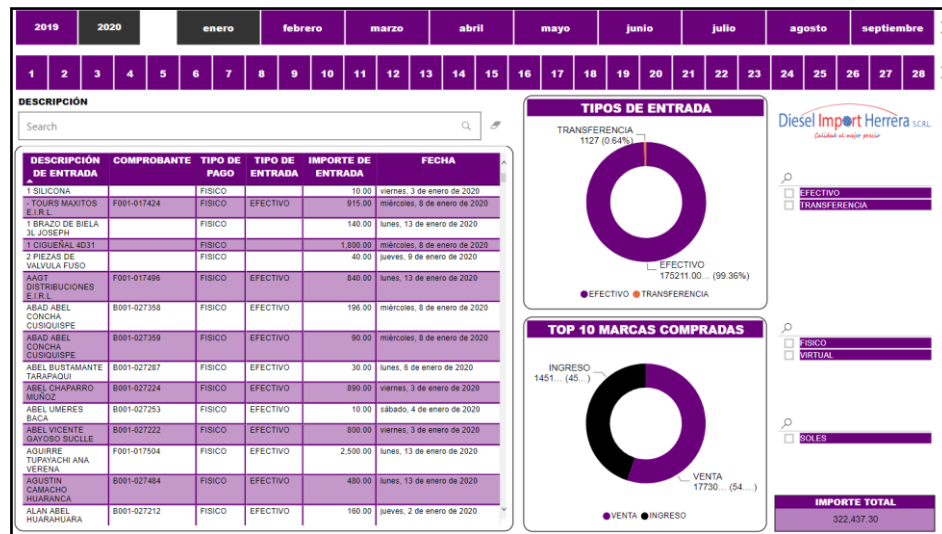 2019 2020 enero febrero marzo abril mayo junio julio agosto septiembre
1 2 3 4 5 6 7 8 9 10 11 12 13 14 15 16 17 18 19 20 21 22 23 24 25 26 27 28
DESCRIPCIÓN
Search
DESCRIPCIÓN DE ENTRADA COMPROBANTE TIPO DE PAGO TIPO DE ENTRADA IMPORTE DE ENTRADA FECHA
1 SILICONA FISICO 10.00 viernes, 3 de enero de 2020
- TOURS MAXITOS E.I.R.L. F001-017424 FISICO EFECTIVO 915.00 miércoles, 8 de enero de 2020
1 BRAZO DE BIELA 3L JOSEPH FISICO 140.00 lunes, 13 de enero de 2020
1 CIGUEÑAL 4D31 FISICO 1,800.00 miércoles, 8 de enero de 2020
2 PIEZAS DE VALVULA FUSO FISICO 40.00 jueves, 9 de enero de 2020
AAGT DISTRIBUCIONES E.I.R.L. F001-017496 FISICO EFECTIVO 840.00 lunes, 13 de enero de 2020
ABAD ABEL CONCHA CUSIQUISPE B001-027358 FISICO EFECTIVO 196.00 miércoles, 8 de enero de 2020
ABAD ABEL CONCHA CUSIQUISPE B001-027359 FISICO EFECTIVO 90.00 miércoles, 8 de enero de 2020
ABEL BUSTAMANTE TARAPAQUI B001-027287 FISICO EFECTIVO 30.00 lunes, 6 de enero de 2020
ABEL CHAPARRO MUÑOZ B001-027224 FISICO EFECTIVO 890.00 viernes, 3 de enero de 2020
ABEL UMERES BACA B001-027253 FISICO EFECTIVO 10.00 sábado, 4 de enero de 2020
ABEL VICENTE GAYOSO SUCLLE B001-027222 FISICO EFECTIVO 800.00 viernes, 3 de enero de 2020
AGUIRRE TUPAYACHI ANA VERENA F001-017504 FISICO EFECTIVO 2,500.00 lunes, 13 de enero de 2020
AGUSTIN CAMACHO HUARANCA B001-027484 FISICO EFECTIVO 480.00 lunes, 13 de enero de 2020
ALAN ABEL HUARAHUARA B001-027212 FISICO EFECTIVO 160.00 jueves, 2 de enero de 2020
TIPOS DE ENTRADA
TRANSFERENCIA
1127 (0.64%)
EFECTIVO
175211.00... (99.36%)
EFECTIVO TRANSFERENCIA
TOP 10 MARCAS COMPRADAS
INGRESO
1451... (45...)
VENTA
17730... (54....)
VENTA INGRESO
Diesel Import Herrera S.C.R.L.
Calidad al mejor precio
EFECTIVO
TRANSFERENCIA
FISICO
VIRTUAL
SOLES
IMPORTE TOTAL
322,437.30